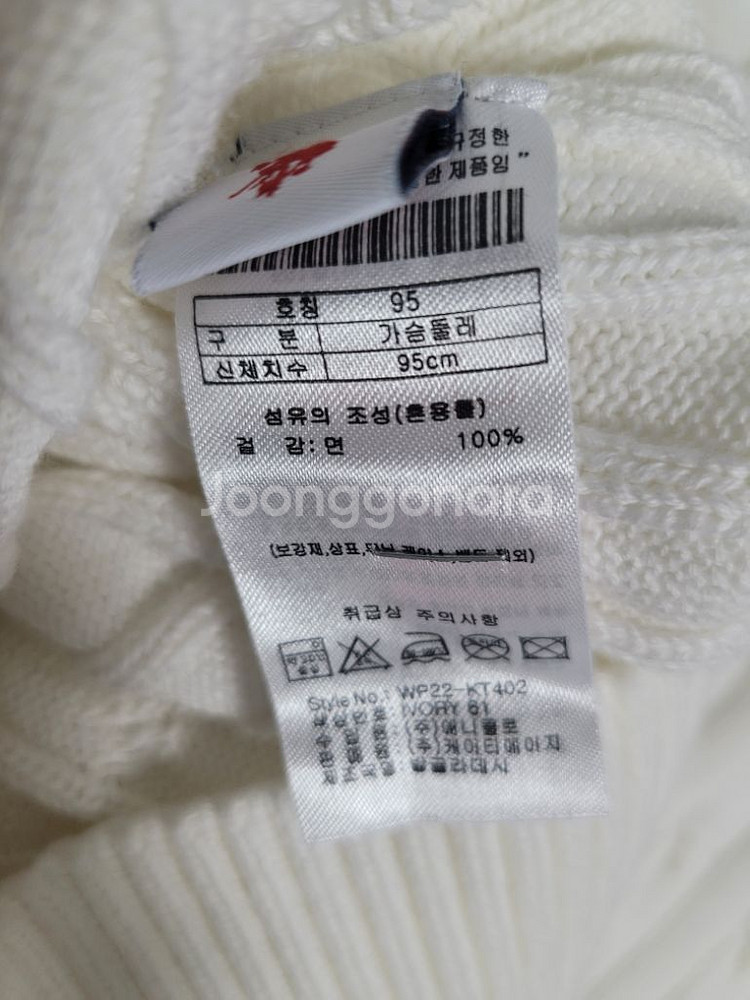 규정한
한 제품임”
호칭 95
구 분 가슴둘레
신체치수 95cm
섬유의 조성(혼용률)
겉 감: 면 100%
Joonggonara
(보강재,상표, 제외)
취급상 주의사항
Style No.: WP22-KT402
IVORY 61
(주)애니플로
(주)케이티에이지
방글라데시